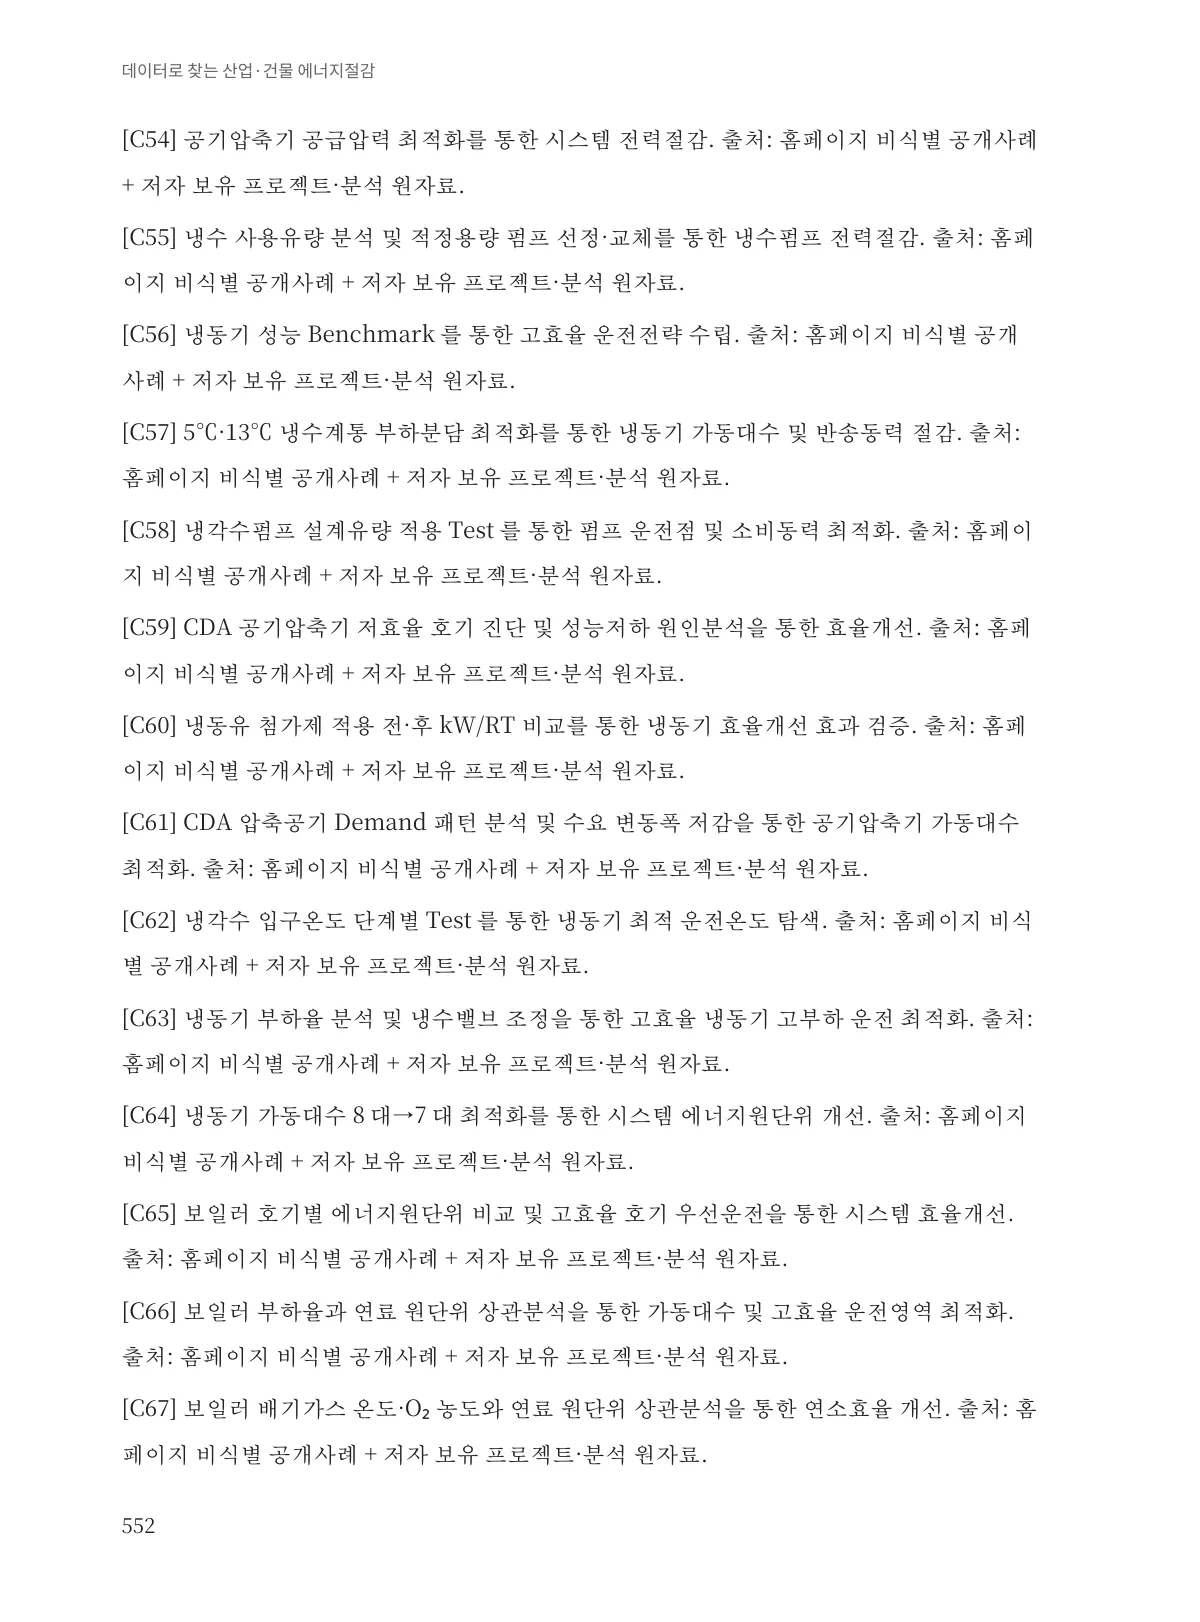 데이터로 찾는 산업·건물 에너지절감
[C54] 공기압축기 공급압력 최적화를 통한 시스템 전력절감. 출처: 홈페이지 비식별 공개사례
+ 저자 보유 프로젝트·분석 원자료.
[C55] 냉수 사용유량 분석 및 적정용량 펌프 선정·교체를 통한 냉수펌프 전력절감. 출처: 홈페
이지 비식별 공개사례 + 저자 보유 프로젝트·분석 원자료.
[C56] 냉동기 성능 Benchmark 를 통한 고효율 운전전략 수립. 출처: 홈페이지 비식별 공개
사례 + 저자 보유 프로젝트·분석 원자료.
[C57] 5℃·13℃ 냉수계통 부하분담 최적화를 통한 냉동기 가동대수 및 반송동력 절감. 출처:
홈페이지 비식별 공개사례 + 저자 보유 프로젝트·분석 원자료.
[C58] 냉각수펌프 설계유량 적용 Test 를 통한 펌프 운전점 및 소비동력 최적화. 출처: 홈페이
지 비식별 공개사례 + 저자 보유 프로젝트·분석 원자료.
[C59] CDA 공기압축기 저효율 호기 진단 및 성능저하 원인분석을 통한 효율개선. 출처: 홈페
이지 비식별 공개사례 + 저자 보유 프로젝트·분석 원자료.
[C60] 냉동유 첨가제 적용 전·후 kW/RT 비교를 통한 냉동기 효율개선 효과 검증. 출처: 홈페
이지 비식별 공개사례 + 저자 보유 프로젝트·분석 원자료.
[C61] CDA 압축공기 Demand 패턴 분석 및 수요 변동폭 저감을 통한 공기압축기 가동대수
최적화. 출처: 홈페이지 비식별 공개사례 + 저자 보유 프로젝트·분석 원자료.
[C62] 냉각수 입구온도 단계별 Test 를 통한 냉동기 최적 운전온도 탐색. 출처: 홈페이지 비식
별 공개사례 + 저자 보유 프로젝트·분석 원자료.
[C63] 냉동기 부하율 분석 및 냉수밸브 조정을 통한 고효율 냉동기 고부하 운전 최적화. 출처:
홈페이지 비식별 공개사례 + 저자 보유 프로젝트·분석 원자료.
[C64] 냉동기 가동대수 8 대→7 대 최적화를 통한 시스템 에너지원단위 개선. 출처: 홈페이지
비식별 공개사례 + 저자 보유 프로젝트·분석 원자료.
[C65] 보일러 호기별 에너지원단위 비교 및 고효율 호기 우선운전을 통한 시스템 효율개선.
출처: 홈페이지 비식별 공개사례 + 저자 보유 프로젝트·분석 원자료.
[C66] 보일러 부하율과 연료 원단위 상관분석을 통한 가동대수 및 고효율 운전영역 최적화.
출처: 홈페이지 비식별 공개사례 + 저자 보유 프로젝트·분석 원자료.
[C67] 보일러 배기가스 온도·O₂ 농도와 연료 원단위 상관분석을 통한 연소효율 개선. 출처: 홈
페이지 비식별 공개사례 + 저자 보유 프로젝트·분석 원자료.
552